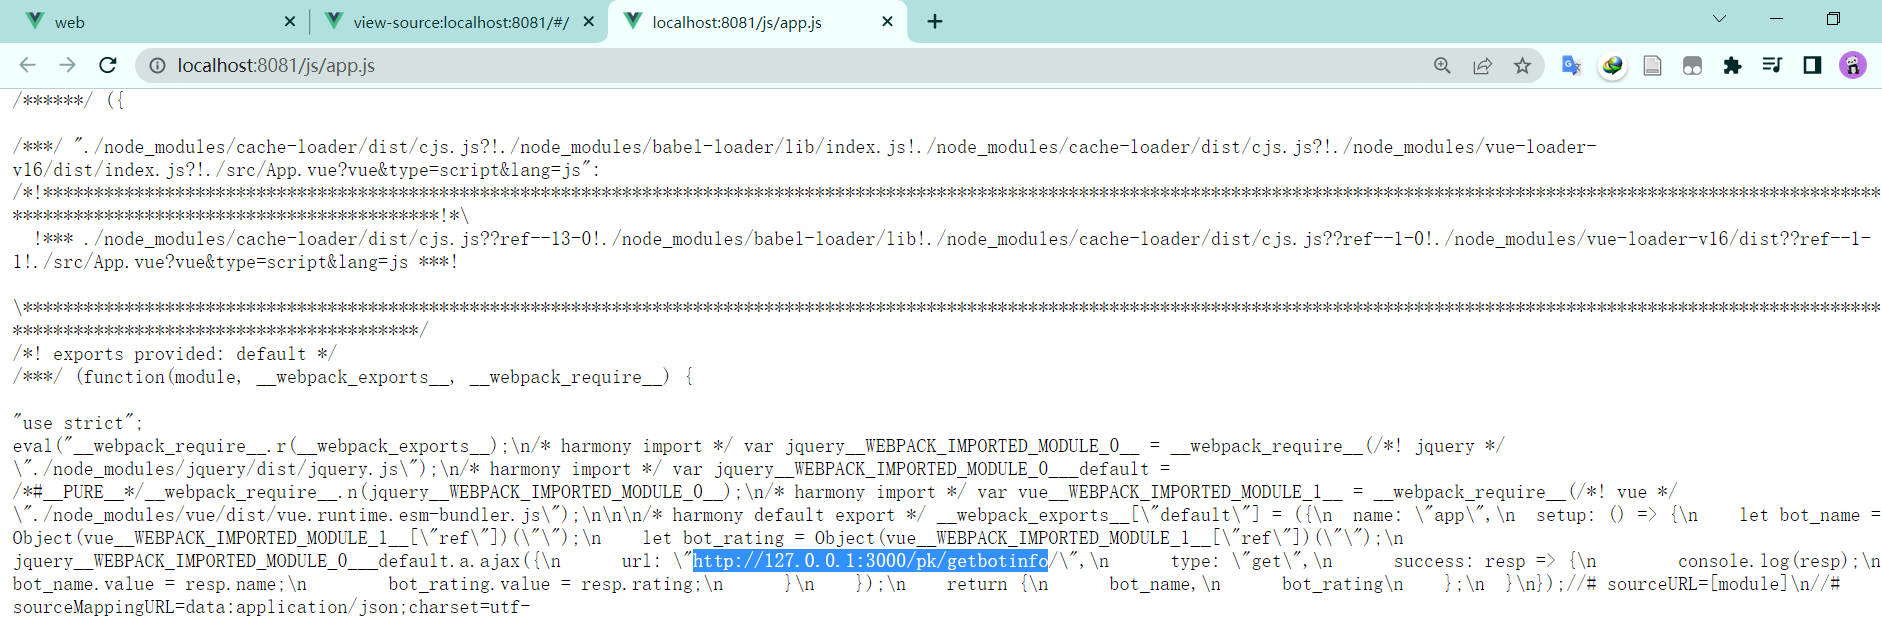 web
view-source:localhost:8081/#/
localhost:8081/js/app.js
localhost:8081/js/app.js
/******/ ({
/***/ "./node_modules/cache-loader/dist/cjs.js?!./node_modules/babel-loader/lib/index.js!./node_modules/cache-loader/dist/cjs.js?!./node_modules/vue-loader-
v16/dist/index.js?!./src/App.vue?vue&type=script&lang=js":
/*!****************************************************************************************************************************************************************************************
******************************************!*\
!*** ./node_modules/cache-loader/dist/cjs.js??ref--13-0!./node_modules/babel-loader/lib!./node_modules/cache-loader/dist/cjs.js??ref--1-0!./node_modules/vue-loader-v16/dist??ref--1-
1!./src/App.vue?vue&type=script&lang=js ***!
\****************************************************************************************************************************************************************************************
****************************************/
/*! exports provided: default */
/***/ (function(module, __webpack_exports__, __webpack_require__) {
"use strict";
eval("__webpack_require__.r(__webpack_exports__);\n/* harmony import */ var jquery__WEBPACK_IMPORTED_MODULE_0__ = __webpack_require__(/*! jquery */
\"./node_modules/jquery/dist/jquery.js\");\n/* harmony import */ var jquery__WEBPACK_IMPORTED_MODULE_0___default =
/*#__PURE__*/__webpack_require__.n(jquery__WEBPACK_IMPORTED_MODULE_0__);\n/* harmony import */ var vue__WEBPACK_IMPORTED_MODULE_1__ = __webpack_require__(/*! vue */
\"./node_modules/vue/dist/vue.runtime.esm-bundler.js\");\n\n\n/* harmony default export */ __webpack_exports__[\"default\"] = ({\n  name: \"app\",\n  setup: () => {\n    let bot_name =
Object(vue__WEBPACK_IMPORTED_MODULE_1__[\"ref\"])(\"\");\n    let bot_rating = Object(vue__WEBPACK_IMPORTED_MODULE_1__[\"ref\"])(\"\");\n
jquery__WEBPACK_IMPORTED_MODULE_0___default.a.ajax({\n      url: \"http://127.0.0.1:3000/pk/getbotinfo/\",\n      type: \"get\",\n      success: resp => {\n        console.log(resp);\n
bot_name.value = resp.name;\n        bot_rating.value = resp.rating;\n      }\n    });\n    return {\n      bot_name,\n      bot_rating\n    };\n  }\n});//# sourceURL=[module]\n//#
sourceMappingURL=data:application/json;charset=utf-